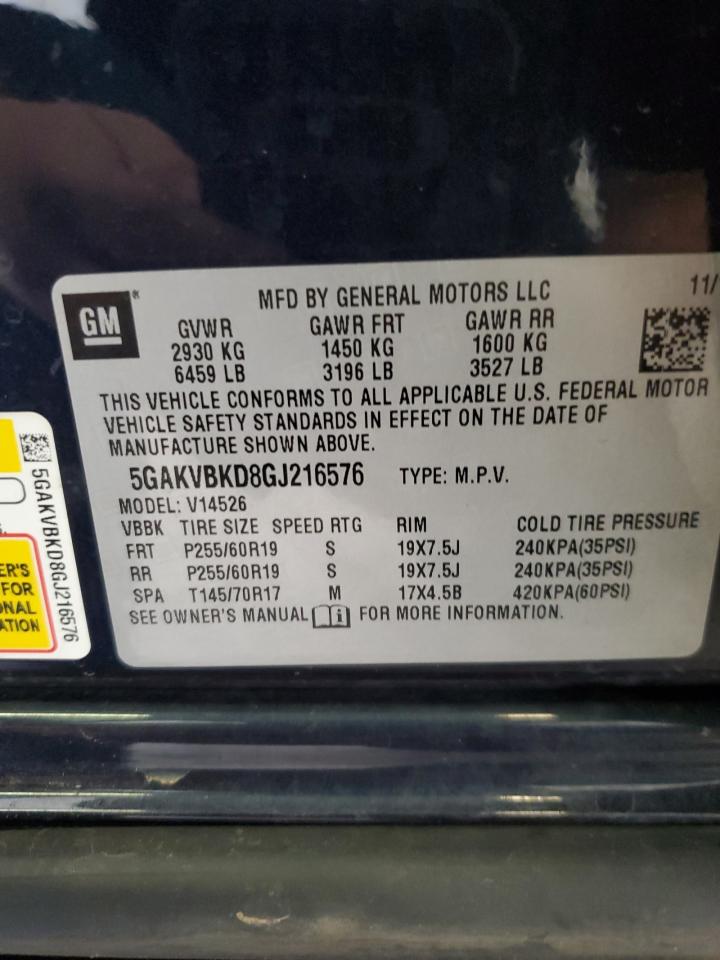 GM
MFD BY GENERAL MOTORS LLC 11/
GVWR GAWR FRT GAWR RR
2930 KG 1450 KG 1600 KG
6459 LB 3196 LB 3527 LB
THIS VEHICLE CONFORMS TO ALL APPLICABLE U.S. FEDERAL MOTOR
VEHICLE SAFETY STANDARDS IN EFFECT ON THE DATE OF
MANUFACTURE SHOWN ABOVE.
5GAKVBKD8GJ216576 TYPE: M.P.V.
MODEL: V14526
VBBK TIRE SIZE SPEED RTG RIM COLD TIRE PRESSURE
FRT P255/60R19 S 19X7.5J 240KPA(35PSI)
RR P255/60R19 S 19X7.5J 240KPA(35PSI)
SPA T145/70R17 M 17X4.5B 420KPA(60PSI)
SEE OWNER'S MANUAL i FOR MORE INFORMATION.
5GAKVBKD8GJ216576
ER'S
FOR
ONAL
ATION